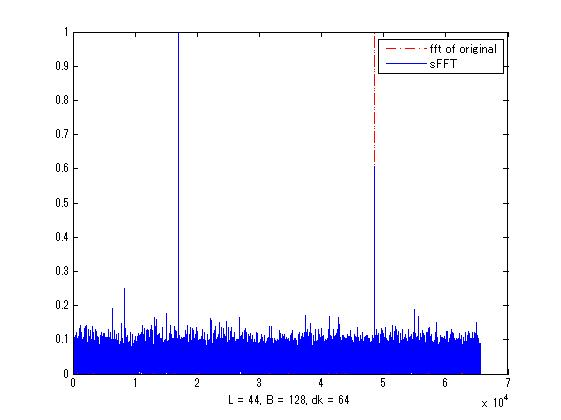 1
0.9
0.8
0.7
0.6
0.5
0.4
0.3
0.2
0.1
0
fft of original
sFFT
0 1 2 3 4 5 6 7
x 10^4
L = 44, B = 128, dk = 64